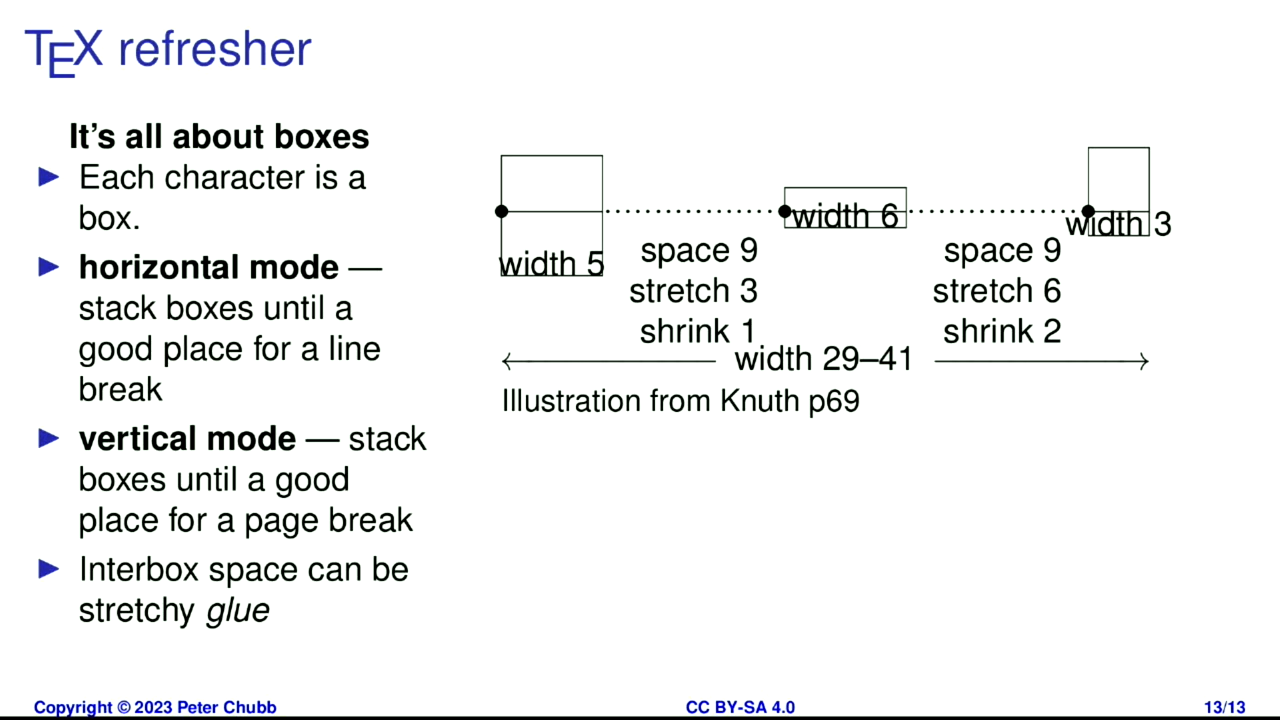 TEX refresher
It's all about boxes
▶ Each character is a
box.
▶ horizontal mode —
stack boxes until a
good place for a line
break
▶ vertical mode — stack
boxes until a good
place for a page break
▶ Interbox space can be
stretchy glue
width 5
space 9
stretch 3
shrink 1
width 6
space 9
stretch 6
shrink 2
width 3
width 29–41
Illustration from Knuth p69
Copyright © 2023 Peter Chubb
CC BY-SA 4.0
13/13